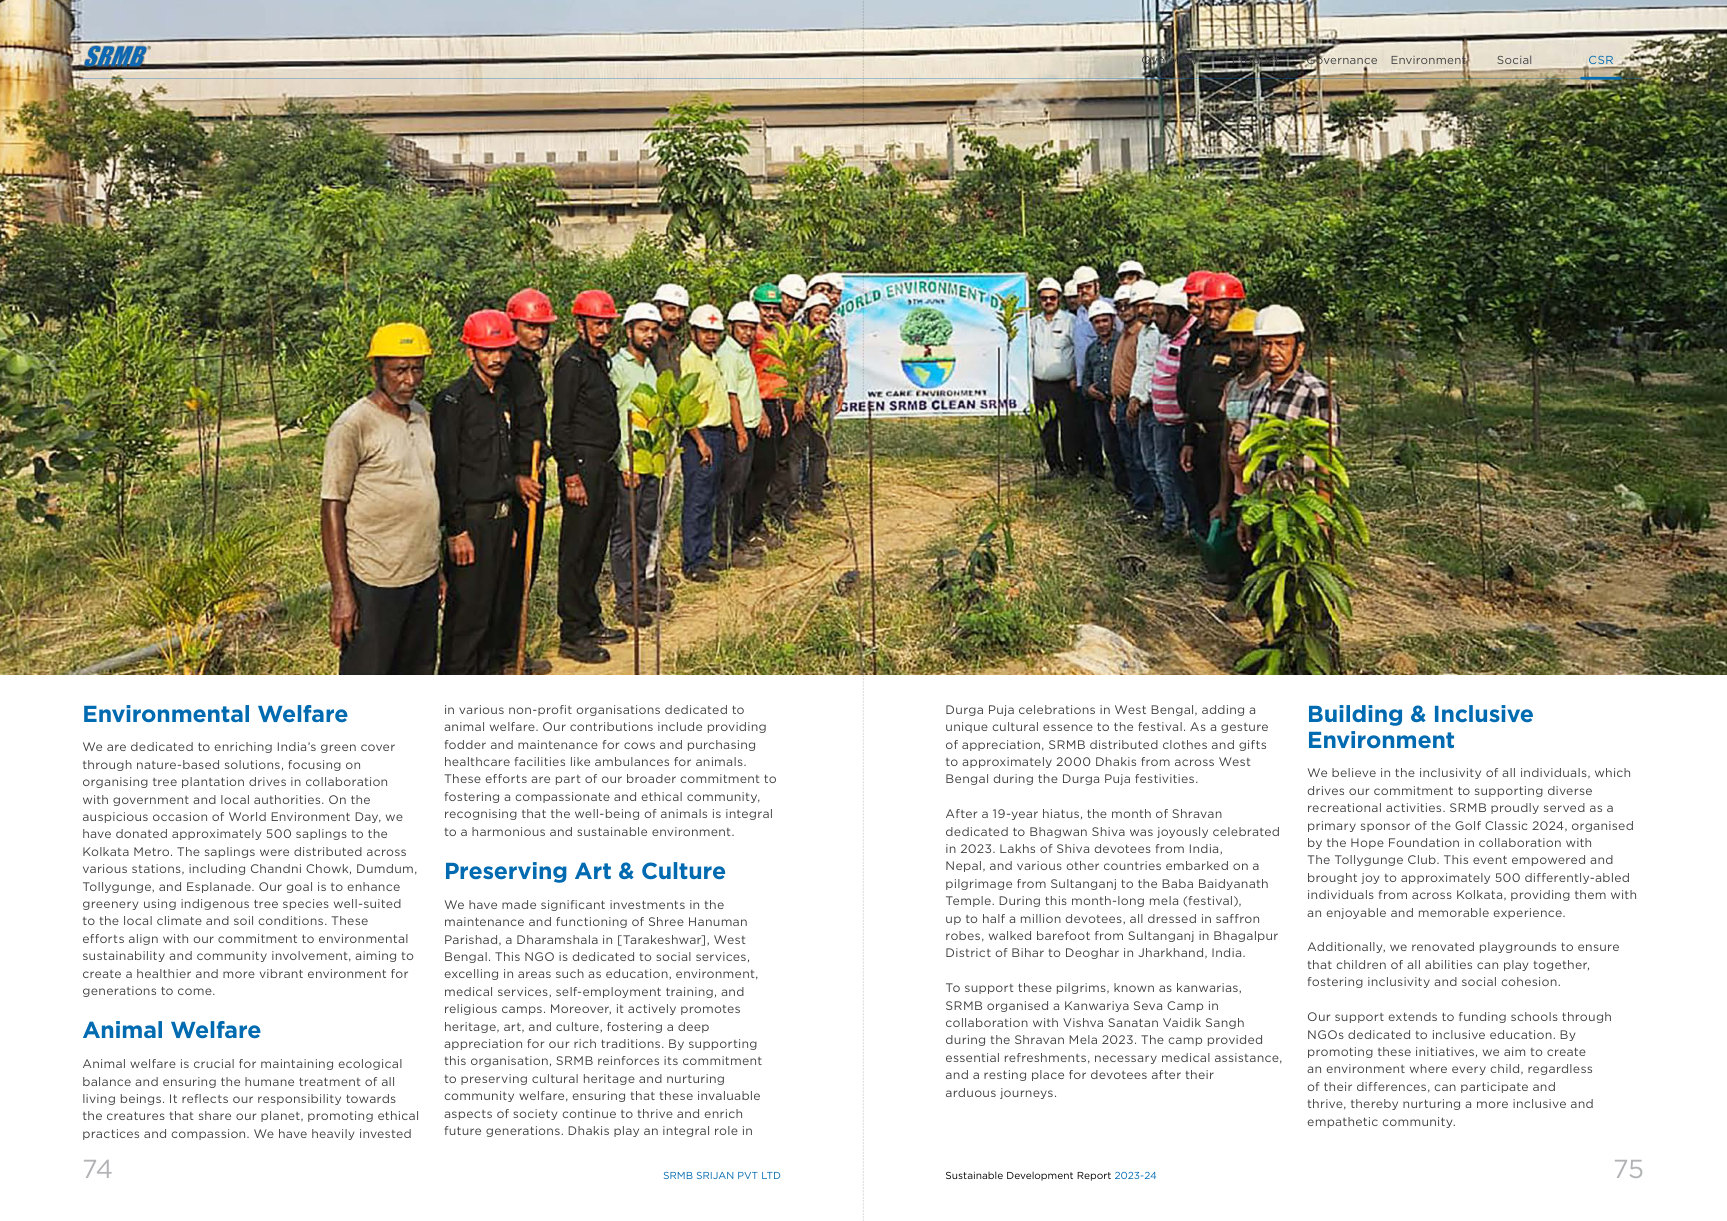 SRMB
Governance
Environment
Social
CSR
WORLD ENVIRONMENT D
5TH JUNE
WE CARE ENVIRONMENT
GREEN SRMB CLEAN SRMB
Environmental Welfare
We are dedicated to enriching India's green cover
through nature-based solutions, focusing on
organising tree plantation drives in collaboration
with government and local authorities. On the
auspicious occasion of World Environment Day, we
have donated approximately 500 saplings to the
Kolkata Metro. The saplings were distributed across
various stations, including Chandni Chowk, Dumdum,
Tollygunge, and Esplanade. Our goal is to enhance
greenery using indigenous tree species well-suited
to the local climate and soil conditions. These
efforts align with our commitment to environmental
sustainability and community involvement, aiming to
create a healthier and more vibrant environment for
generations to come.
Animal Welfare
Animal welfare is crucial for maintaining ecological
balance and ensuring the humane treatment of all
living beings. It reflects our responsibility towards
the creatures that share our planet, promoting ethical
practices and compassion. We have heavily invested
in various non-profit organisations dedicated to
animal welfare. Our contributions include providing
fodder and maintenance for cows and purchasing
healthcare facilities like ambulances for animals.
These efforts are part of our broader commitment to
fostering a compassionate and ethical community,
recognising that the well-being of animals is integral
to a harmonious and sustainable environment.
Preserving Art & Culture
We have made significant investments in the
maintenance and functioning of Shree Hanuman
Parishad, a Dharamshala in [Tarakeshwar], West
Bengal. This NGO is dedicated to social services,
excelling in areas such as education, environment,
medical services, self-employment training, and
religious camps. Moreover, it actively promotes
heritage, art, and culture, fostering a deep
appreciation for our rich traditions. By supporting
this organisation, SRMB reinforces its commitment
to preserving cultural heritage and nurturing
community welfare, ensuring that these invaluable
aspects of society continue to thrive and enrich
future generations. Dhakis play an integral role in
Durga Puja celebrations in West Bengal, adding a
unique cultural essence to the festival. As a gesture
of appreciation, SRMB distributed clothes and gifts
to approximately 2000 Dhakis from across West
Bengal during the Durga Puja festivities.
After a 19-year hiatus, the month of Shravan
dedicated to Bhagwan Shiva was joyously celebrated
in 2023. Lakhs of Shiva devotees from India,
Nepal, and various other countries embarked on a
pilgrimage from Sultanganj to the Baba Baidyanath
Temple. During this month-long mela (festival),
up to half a million devotees, all dressed in saffron
robes, walked barefoot from Sultanganj in Bhagalpur
District of Bihar to Deoghar in Jharkhand, India.
To support these pilgrims, known as kanwarias,
SRMB organised a Kanwariya Seva Camp in
collaboration with Vishva Sanatan Vaidik Sangh
during the Shravan Mela 2023. The camp provided
essential refreshments, necessary medical assistance,
and a resting place for devotees after their
arduous journeys.
Building & Inclusive
Environment
We believe in the inclusivity of all individuals, which
drives our commitment to supporting diverse
recreational activities. SRMB proudly served as a
primary sponsor of the Golf Classic 2024, organised
by the Hope Foundation in collaboration with
The Tollygunge Club. This event empowered and
brought joy to approximately 500 differently-abled
individuals from across Kolkata, providing them with
an enjoyable and memorable experience.
Additionally, we renovated playgrounds to ensure
that children of all abilities can play together,
fostering inclusivity and social cohesion.
Our support extends to funding schools through
NGOs dedicated to inclusive education. By
promoting these initiatives, we aim to create
an environment where every child, regardless
of their differences, can participate and
thrive, thereby nurturing a more inclusive and
empathetic community.
74
SRMB SRIJAN PVT LTD
Sustainable Development Report 2023-24
75